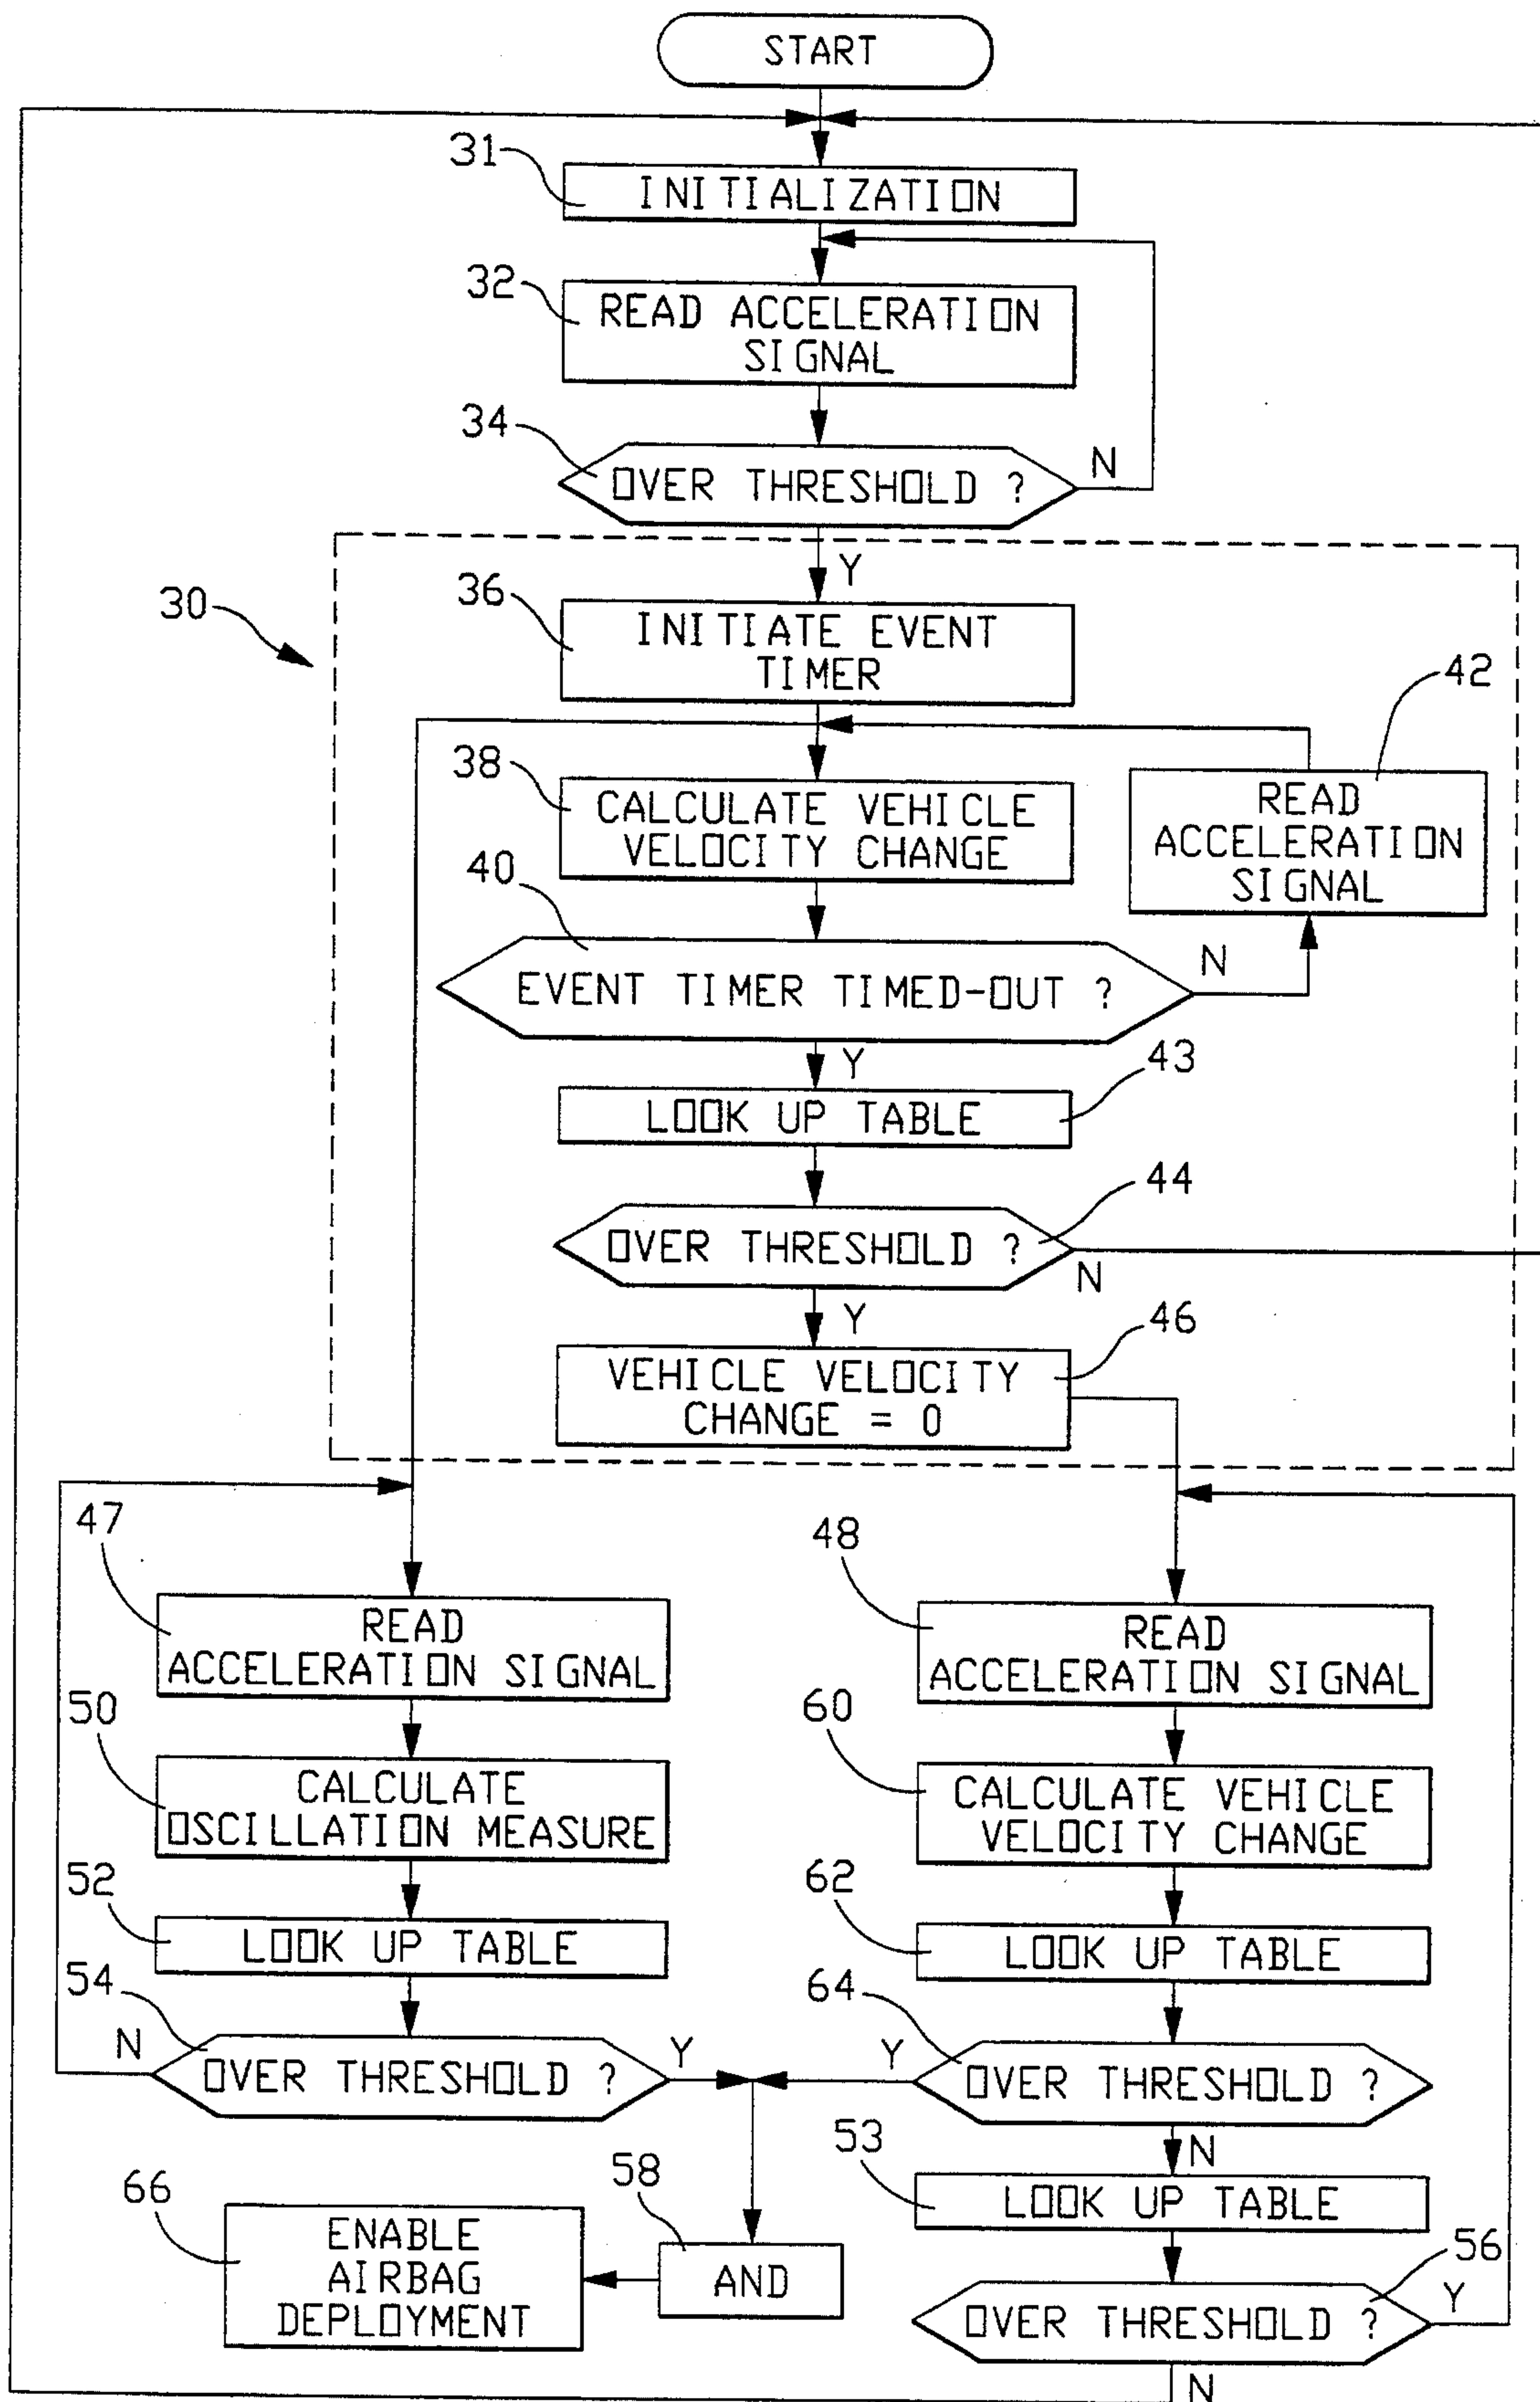 START
31
INITIALIZATION
32
READ ACCELERATION
SIGNAL
34
OVER THRESHOLD ?
N
Y
30
36
INITIATE EVENT
TIMER
42
38
CALCULATE VEHICLE
VELOCITY CHANGE
READ
ACCELERATION
SIGNAL
40
EVENT TIMER TIMED-OUT ?
N
Y
43
LOOK UP TABLE
44
OVER THRESHOLD ?
N
Y
46
VEHICLE VELOCITY
CHANGE = 0
47
READ
ACCELERATION SIGNAL
48
READ
ACCELERATION SIGNAL
50
CALCULATE
OSCILLATION MEASURE
60
CALCULATE VEHICLE
VELOCITY CHANGE
52
LOOK UP TABLE
62
LOOK UP TABLE
54
N
OVER THRESHOLD ?
Y
64
Y
OVER THRESHOLD ?
N
53
LOOK UP TABLE
66
ENABLE
AIRBAG
DEPLOYMENT
58
AND
56
OVER THRESHOLD ?
Y
N